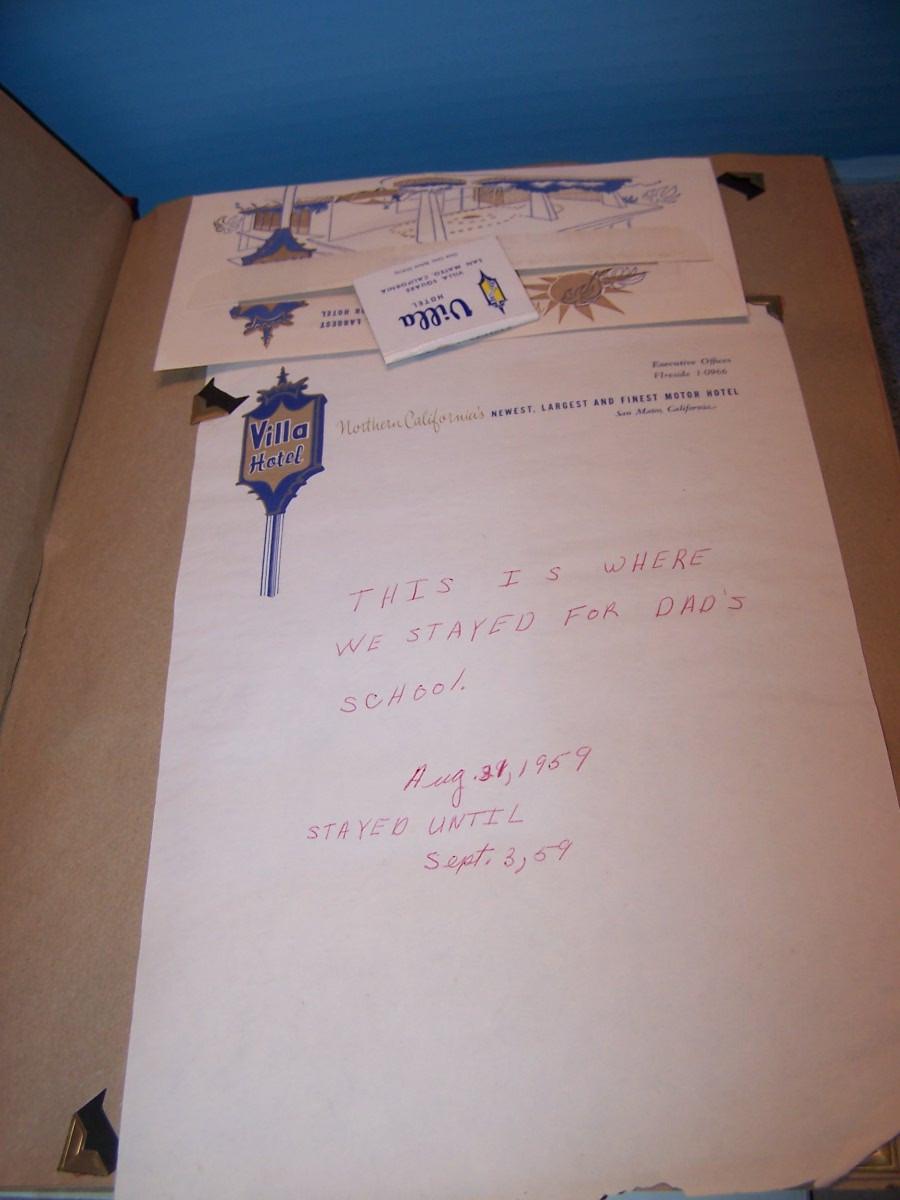 LARGEST
R HOTEL
Villa
HOTEL
VILLA SQUARE
SAN MATEO, CALIFORNIA
Executive Offices
FIreside 1-0966
Villa
Hotel
Northern California's NEWEST, LARGEST AND FINEST MOTOR HOTEL
San Mateo, California
THIS IS WHERE
WE STAYED FOR DAD'S
SCHOOL.
Aug. 31, 1959
STAYED UNTIL
Sept. 3, 59